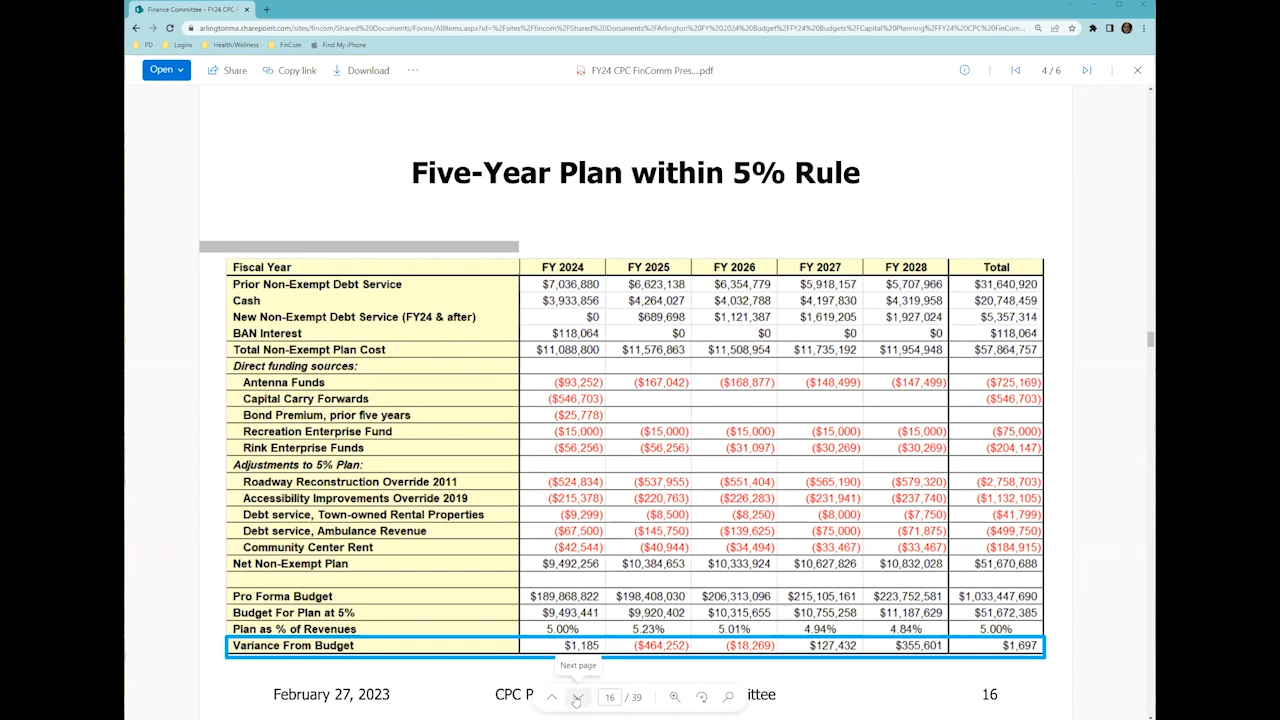 Finance Committee - FY24 CPC F
arlingtonma.sharepoint.com/sites/fincom/Shared%20Documents/Forms/AllItems.aspx?id=%2Fsites%2Ffincom%2FShared%20Documents%2FArlington%20FY%202024%20Budget%2FFY24%20Budgets%2FCapital%20Planning%2FFY24%20CPC%20FinCom...
PD Logins Health/Wellness FinCom Find My iPhone
Open Share Copy link Download ... FY24 CPC FinComm Pres....pdf 4 / 6
Five-Year Plan within 5% Rule
Fiscal Year FY 2024 FY 2025 FY 2026 FY 2027 FY 2028 Total
Prior Non-Exempt Debt Service $7,036,880 $6,623,138 $6,354,779 $5,918,157 $5,707,966 $31,640,920
Cash $3,933,856 $4,264,027 $4,032,788 $4,197,830 $4,319,958 $20,748,459
New Non-Exempt Debt Service (FY24 & after) $0 $689,698 $1,121,387 $1,619,205 $1,927,024 $5,357,314
BAN Interest $118,064 $0 $0 $0 $0 $118,064
Total Non-Exempt Plan Cost $11,088,800 $11,576,863 $11,508,954 $11,735,192 $11,954,948 $57,864,757
Direct funding sources:
Antenna Funds ($93,252) ($167,042) ($168,877) ($148,499) ($147,499) ($725,169)
Capital Carry Forwards ($546,703) ($546,703)
Bond Premium, prior five years ($25,778)
Recreation Enterprise Fund ($15,000) ($15,000) ($15,000) ($15,000) ($15,000) ($75,000)
Rink Enterprise Funds ($56,256) ($56,256) ($31,097) ($30,269) ($30,269) ($204,147)
Adjustments to 5% Plan:
Roadway Reconstruction Override 2011 ($524,834) ($537,955) ($551,404) ($565,190) ($579,320) ($2,758,703)
Accessibility Improvements Override 2019 ($215,378) ($220,763) ($226,283) ($231,941) ($237,740) ($1,132,105)
Debt service, Town-owned Rental Properties ($9,299) ($8,500) ($8,250) ($8,000) ($7,750) ($41,799)
Debt service, Ambulance Revenue ($67,500) ($145,750) ($139,625) ($75,000) ($71,875) ($499,750)
Community Center Rent ($42,544) ($40,944) ($34,494) ($33,467) ($33,467) ($184,915)
Net Non-Exempt Plan $9,492,256 $10,384,653 $10,333,924 $10,627,826 $10,832,028 $51,670,688
Pro Forma Budget $189,868,822 $198,408,030 $206,313,096 $215,105,161 $223,752,581 $1,033,447,690
Budget For Plan at 5% $9,493,441 $9,920,402 $10,315,655 $10,755,258 $11,187,629 $51,672,385
Plan as % of Revenues 5.00% 5.23% 5.01% 4.94% 4.84% 5.00%
Variance From Budget $1,185 ($464,252) ($18,269) $127,432 $355,601 $1,697
Next page
February 27, 2023 CPC P 16 / 39 ittee 16